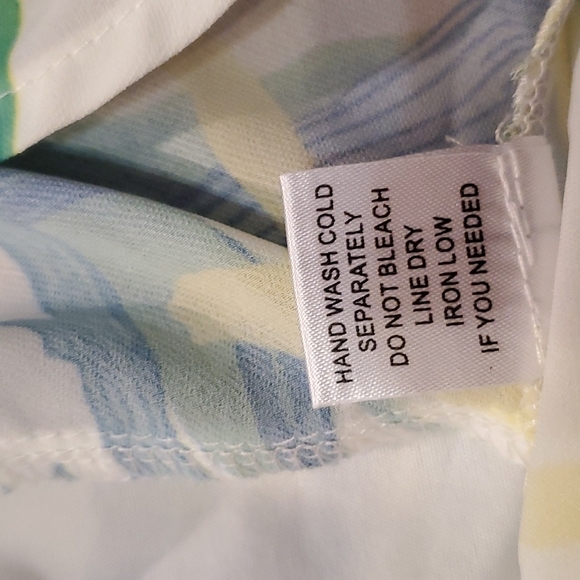 HAND WASH COLD
SEPARATELY
DO NOT BLEACH
LINE DRY
IRON LOW
IF YOU NEEDED